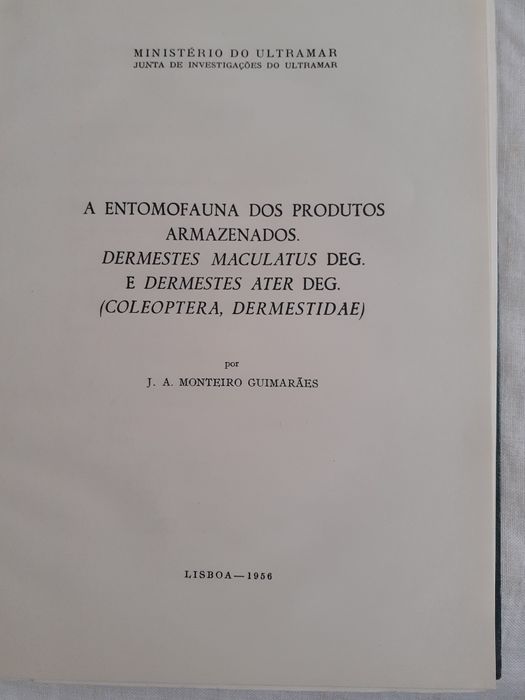 MINISTÉRIO DO ULTRAMAR
JUNTA DE INVESTIGAÇÕES DO ULTRAMAR
A ENTOMOFAUNA DOS PRODUTOS
ARMAZENADOS.
DERMESTES MACULATUS DEG.
E DERMESTES ATER DEG.
(COLEOPTERA, DERMESTIDAE)
por
J. A. MONTEIRO GUIMARÃES
LISBOA—1956